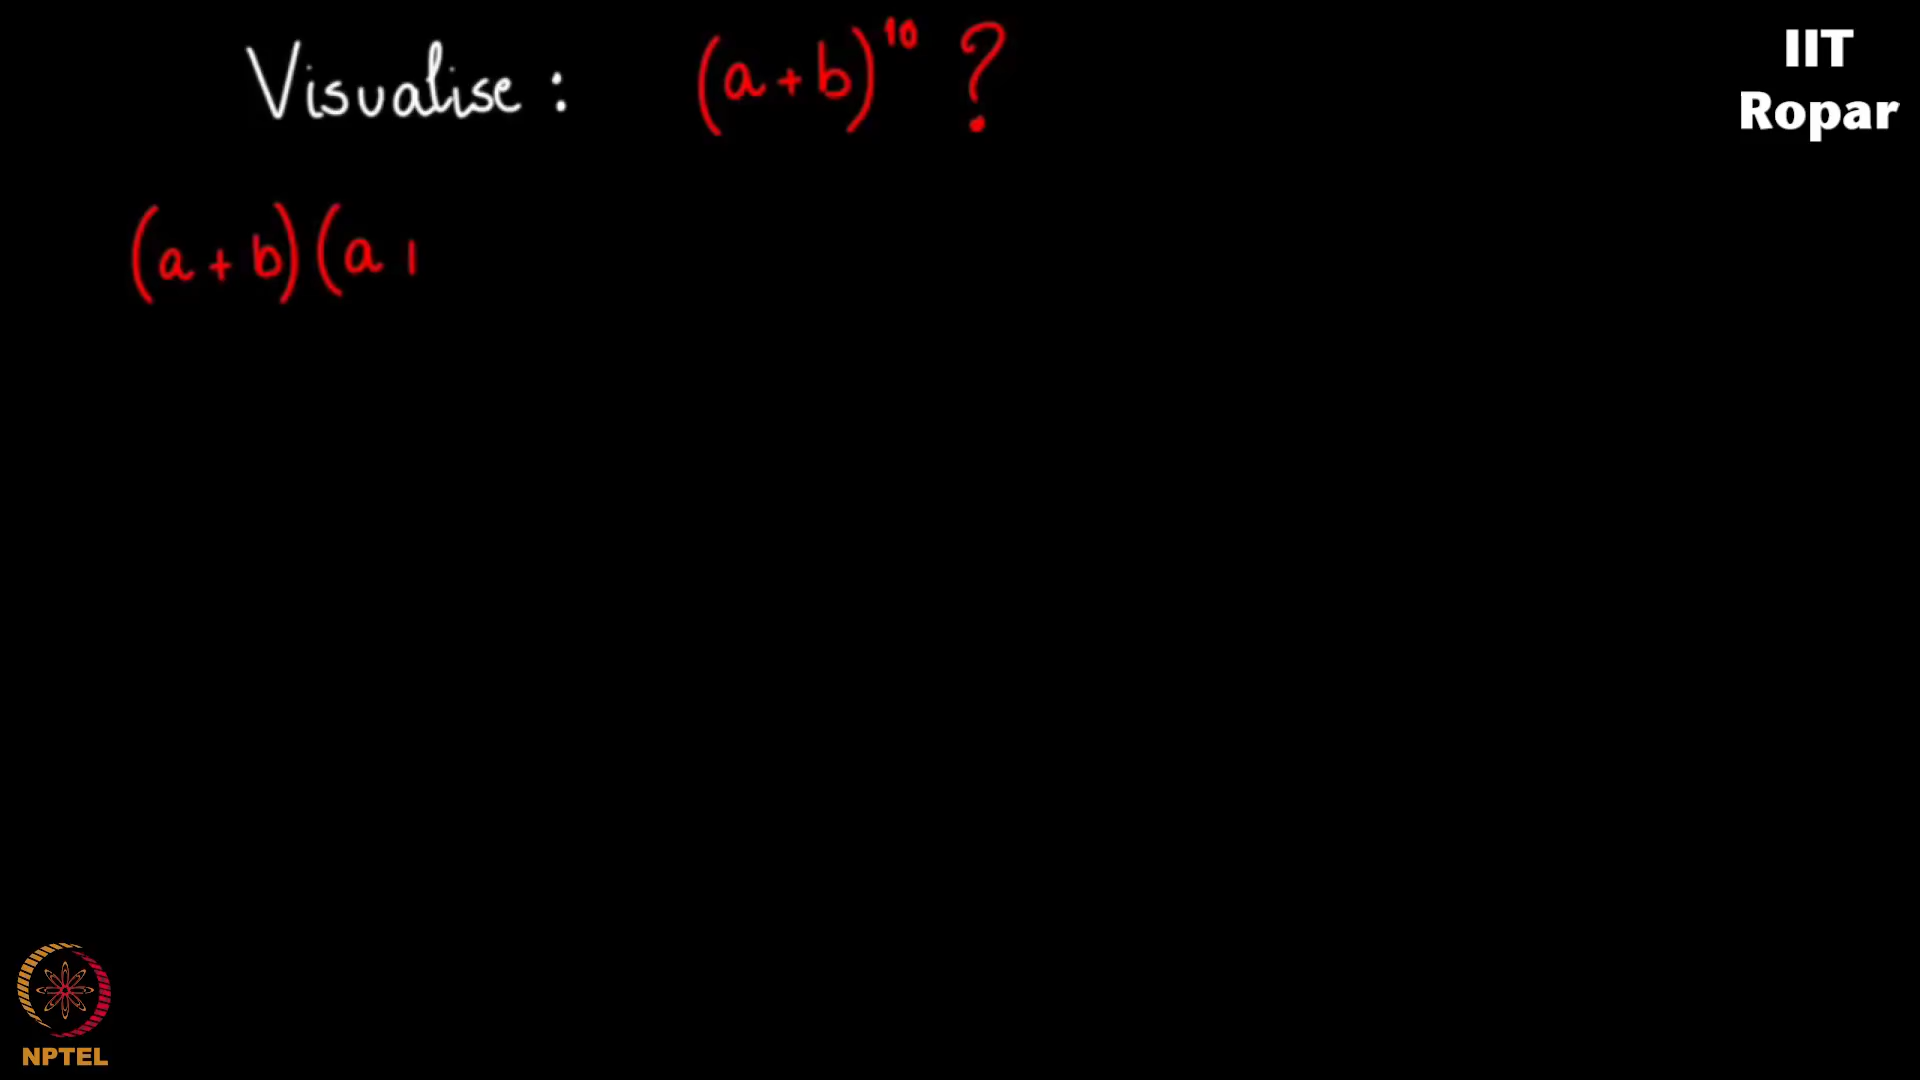 Visualise : (a + b)^10 ?
IIT
Ropar
(a + b) (a ı
NPTEL